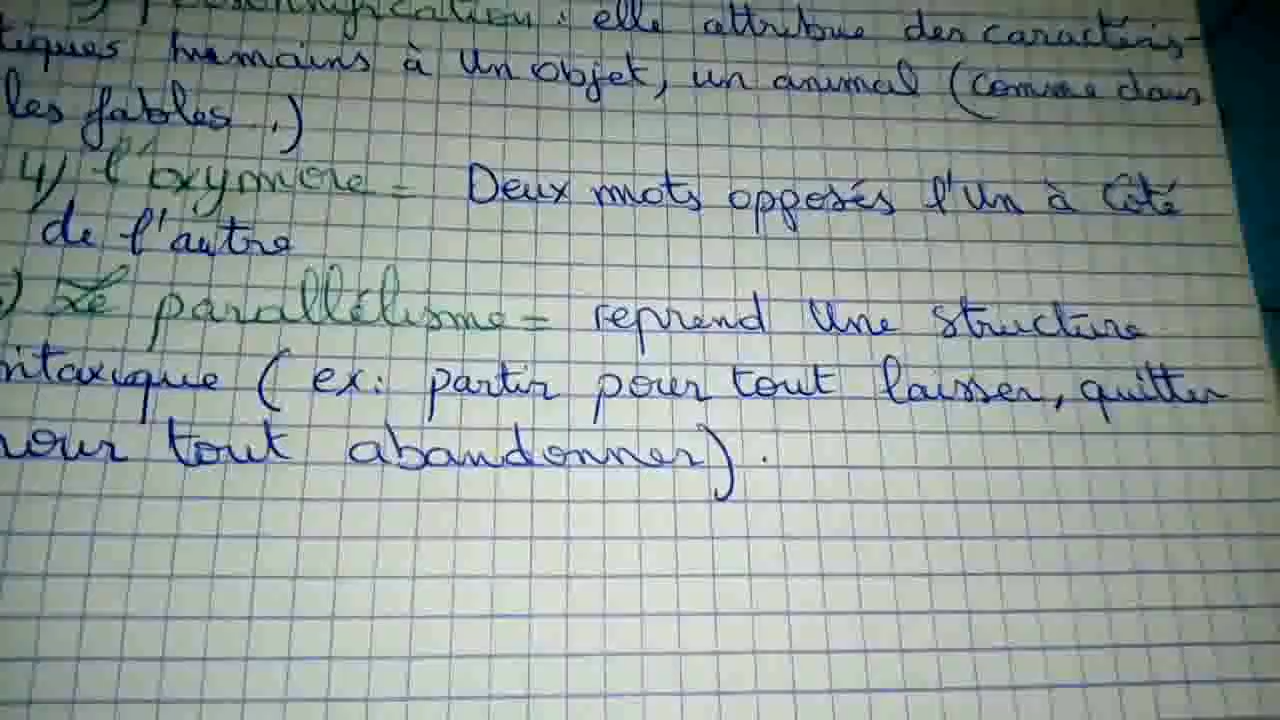 3) Personnification : elle attribue des caractéris-
tiques humains à un objet, un animal (comme dans
les fables.)
4) l'oxymore = Deux mots opposés l'un à côté
de l'autre
) Le parallélisme = reprend une structure
ntaxique (ex: partir pour tout laisser, quitter
pour tout abandonner).